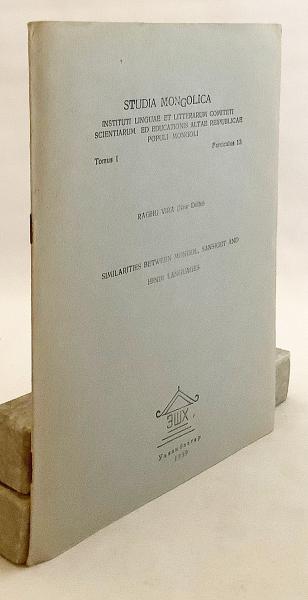 STUDIA MONGOLICA
INSTITUTI LINGUAE ET LITTERARUM COMITETI
SCIENTIARUM ED EDUCATIONIS ALTAE REIPUBLICAE
POPULI MONGOLI
Tomus I
Fasciculus 13
RAGHU VIRA (New Delhi)
SIMILARITIES BETWEEN MONGOL, SANSKRIT AND
HINDI LANGUAGES
ЭШХ
Улаанбаатар
1959